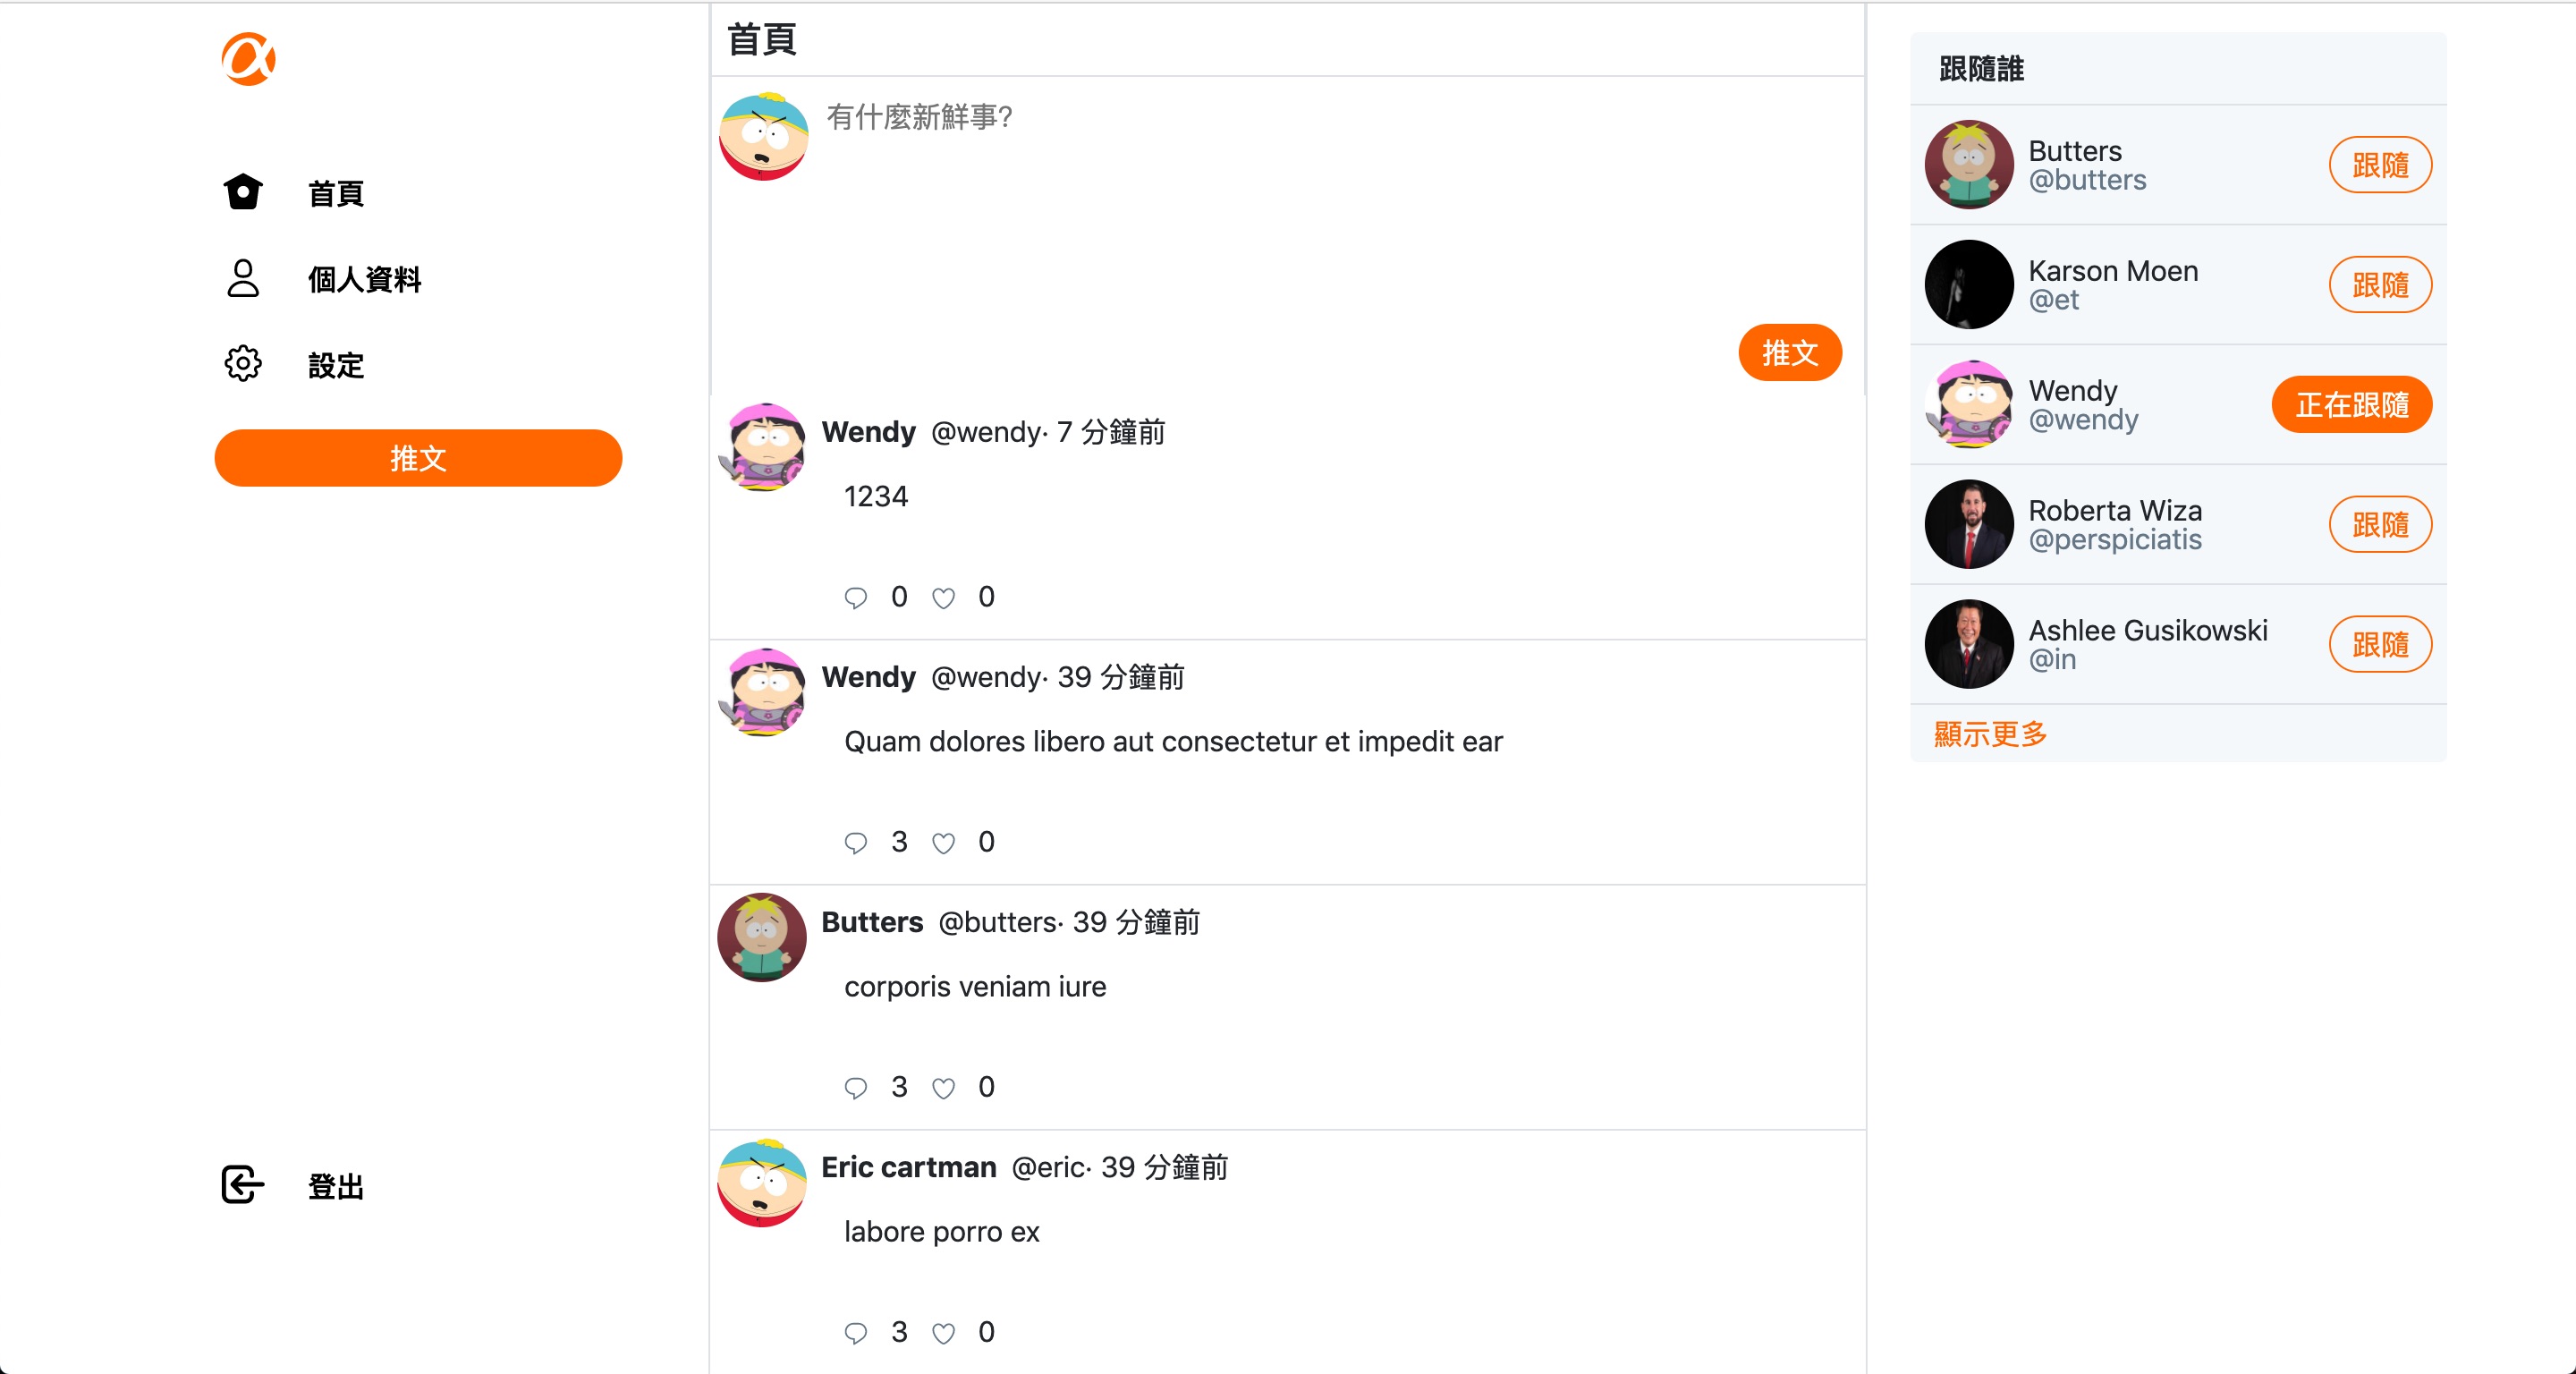 首頁
個人資料
設定
推文
登出
首頁
有什麼新鮮事?
推文
Wendy @wendy· 7 分鐘前
1234
0 0
Wendy @wendy· 39 分鐘前
Quam dolores libero aut consectetur et impedit ear
3 0
Butters @butters· 39 分鐘前
corporis veniam iure
3 0
Eric cartman @eric· 39 分鐘前
labore porro ex
3 0
跟隨誰
Butters
@butters
跟隨
Karson Moen
@et
跟隨
Wendy
@wendy
正在跟隨
Roberta Wiza
@perspiciatis
跟隨
Ashlee Gusikowski
@in
跟隨
顯示更多